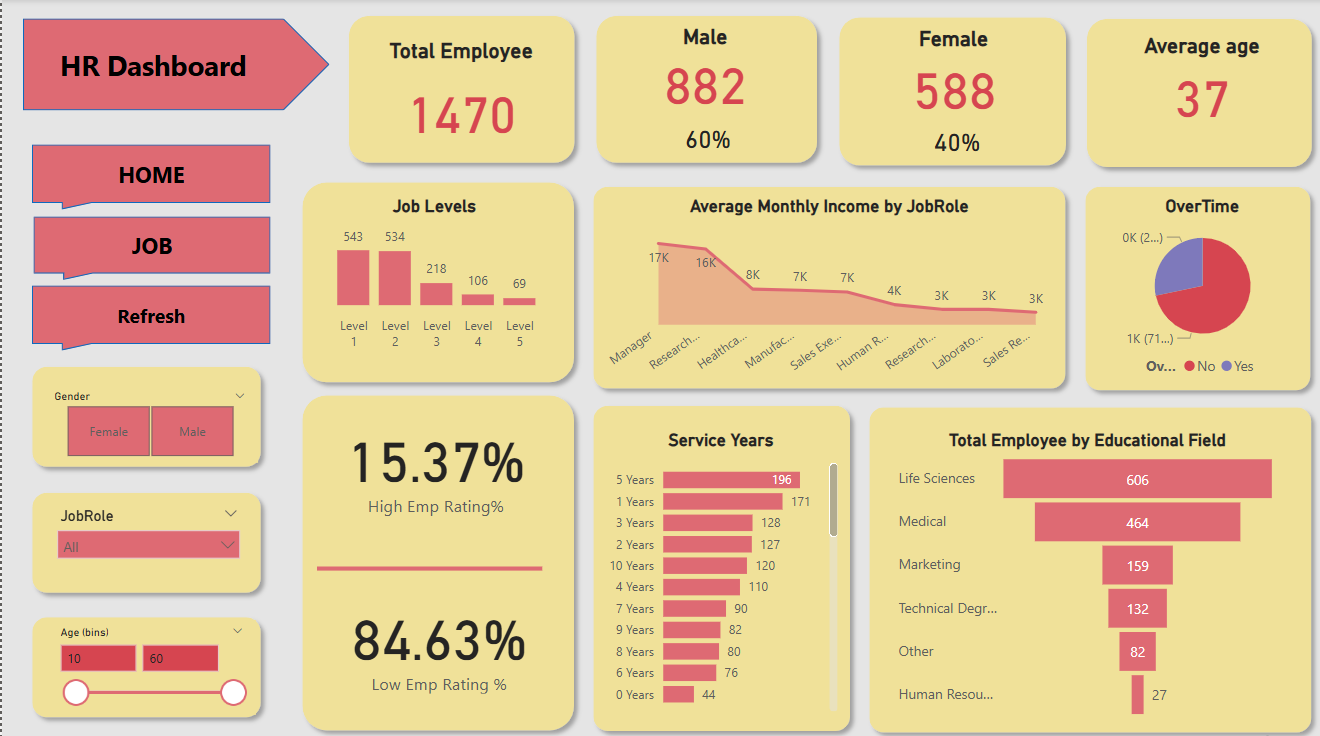 HR Dashboard
Total Employee
1470
Male
882
60%
Female
588
40%
Average age
37
HOME
JOB
Refresh
Gender
Female
Male
JobRole
All
Age (bins)
10
60
Job Levels
543
534
218
106
69
Level 1
Level 2
Level 3
Level 4
Level 5
Average Monthly Income by JobRole
17K
16K
8K
7K
7K
4K
3K
3K
3K
Manager
Research...
Healthca...
Manufac...
Sales Exe...
Human R...
Research...
Laborato...
Sales Re...
OverTime
0K (2...)
1K (71...)
Ov...
No
Yes
15.37%
High Emp Rating%
84.63%
Low Emp Rating %
Service Years
5 Years 196
1 Years 171
3 Years 128
2 Years 127
10 Years 120
4 Years 110
7 Years 90
9 Years 82
8 Years 80
6 Years 76
0 Years 44
Total Employee by Educational Field
Life Sciences 606
Medical 464
Marketing 159
Technical Degr... 132
Other 82
Human Resou... 27